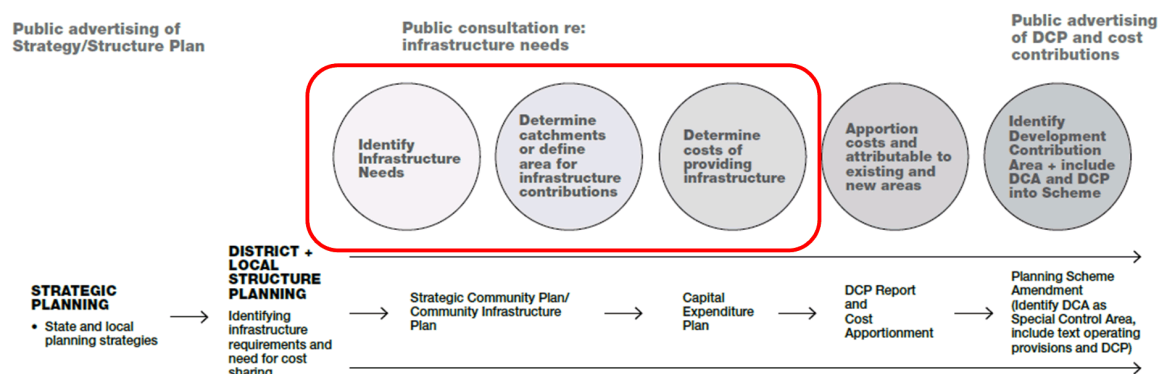 Public advertising of
Strategy/Structure Plan
Public consultation re:
infrastructure needs
Public advertising
of DCP and cost
contributions
Identify
Infrastructure
Needs
Determine
catchments
or define
area for
infrastructure
contributions
Determine
costs of
providing
infrastructure
Apportion
costs and
attributable to
existing and
new areas
Identify
Development
Contribution
Area + include
DCA and DCP
into Scheme
STRATEGIC
PLANNING
• State and local
planning strategies
DISTRICT +
LOCAL
STRUCTURE
PLANNING
Identifying
infrastructure
requirements and
need for cost
sharing
Strategic Community Plan/
Community Infrastructure
Plan
Capital
Expenditure
Plan
DCP Report
and
Cost
Apportionment
Planning Scheme
Amendment
(Identify DCA as
Special Control Area,
include text operating
provisions and DCP)